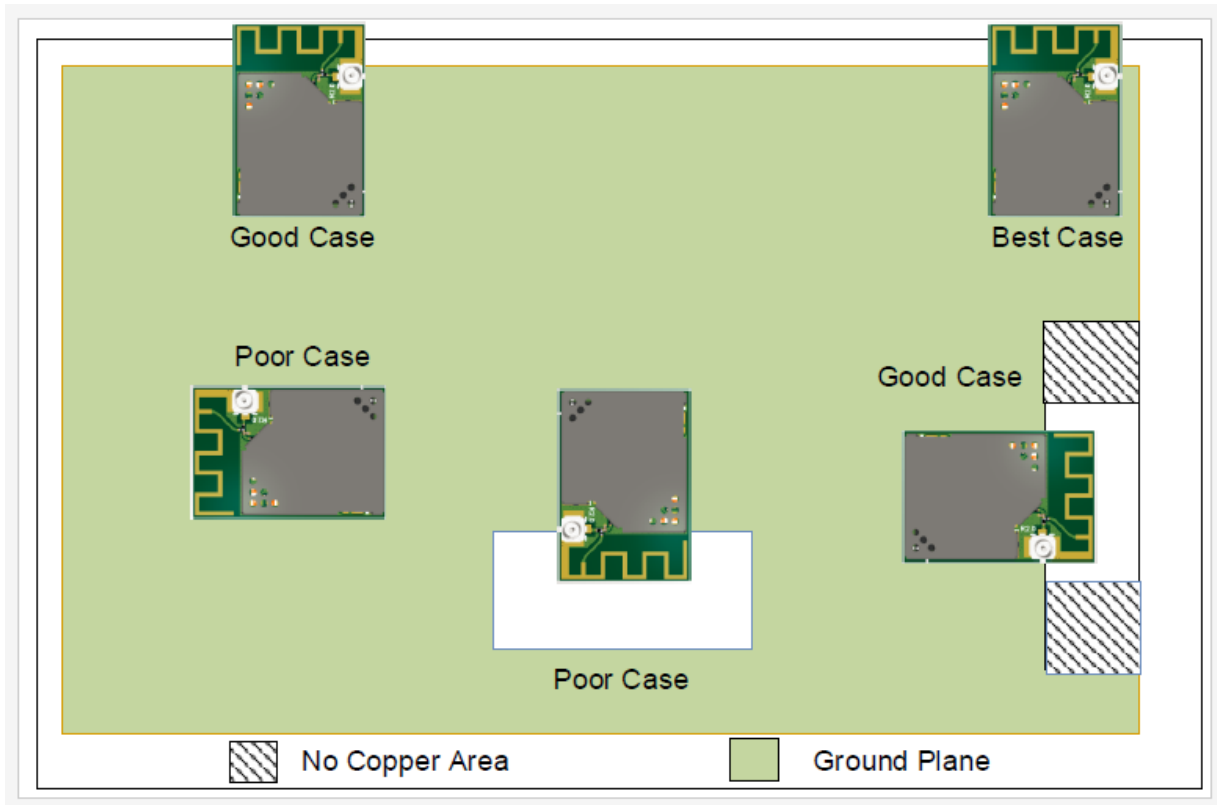 Good Case
Best Case
Poor Case
Good Case
Poor Case
No Copper Area
Ground Plane